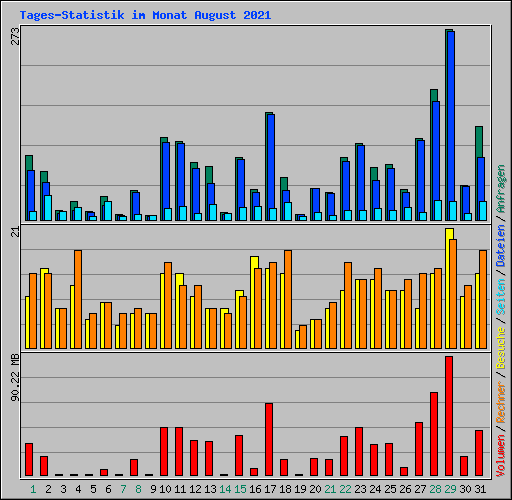 Tages-Statistik im Monat August 2021
273
21
90.22 MB
Volumen / Rechner / Besuche / Seiten / Dateien / Anfragen
1 2 3 4 5 6 7 8 9 10 11 12 13 14 15 16 17 18 19 20 21 22 23 24 25 26 27 28 29 30 31